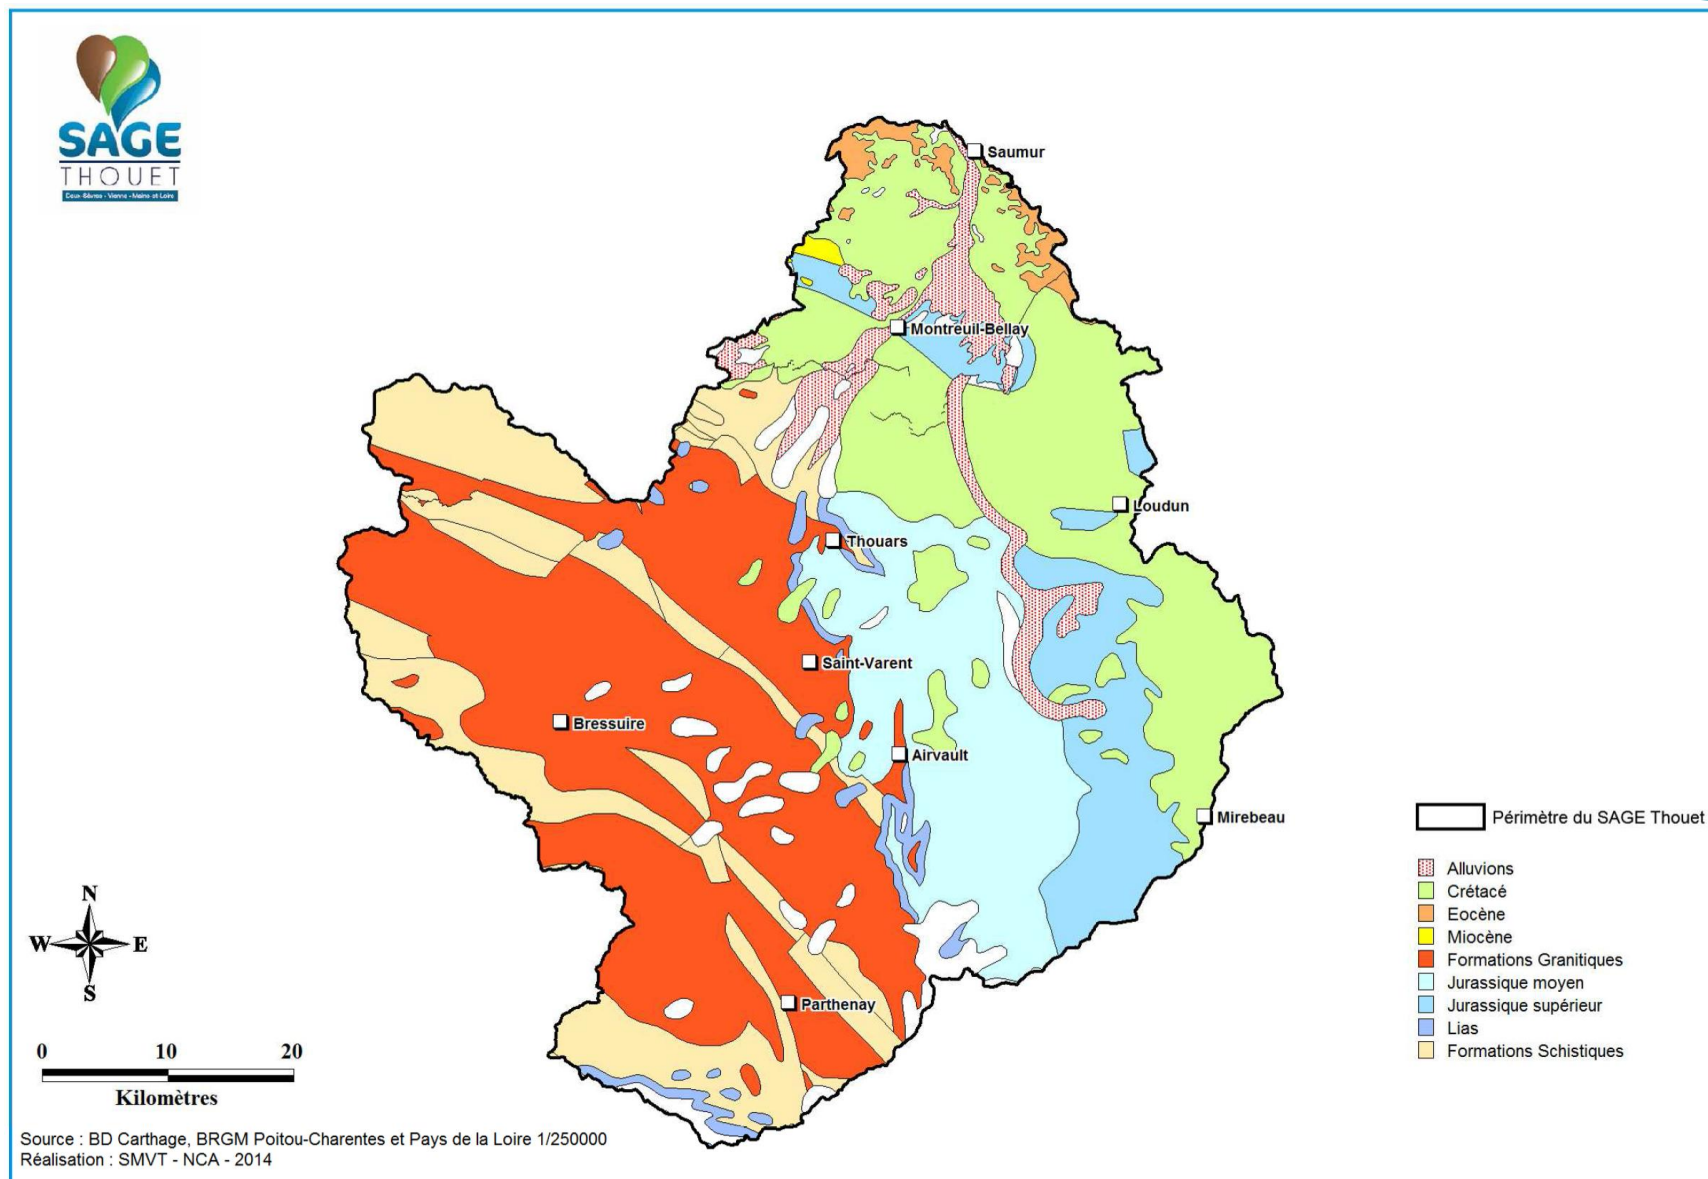 SAGE
THOUET
Deux-Sèvres - Vienne - Maine et Loire
Saumur
Montreuil-Bellay
Loudun
Thouars
Saint-Varent
Bressuire
Airvault
Mirebeau
Parthenay
N
W E
S
0 10 20
Kilomètres
Source : BD Carthage, BRGM Poitou-Charentes et Pays de la Loire 1/250000
Réalisation : SMVT - NCA - 2014
Périmètre du SAGE Thouet
Alluvions
Crétacé
Eocène
Miocène
Formations Granitiques
Jurassique moyen
Jurassique supérieur
Lias
Formations Schistiques